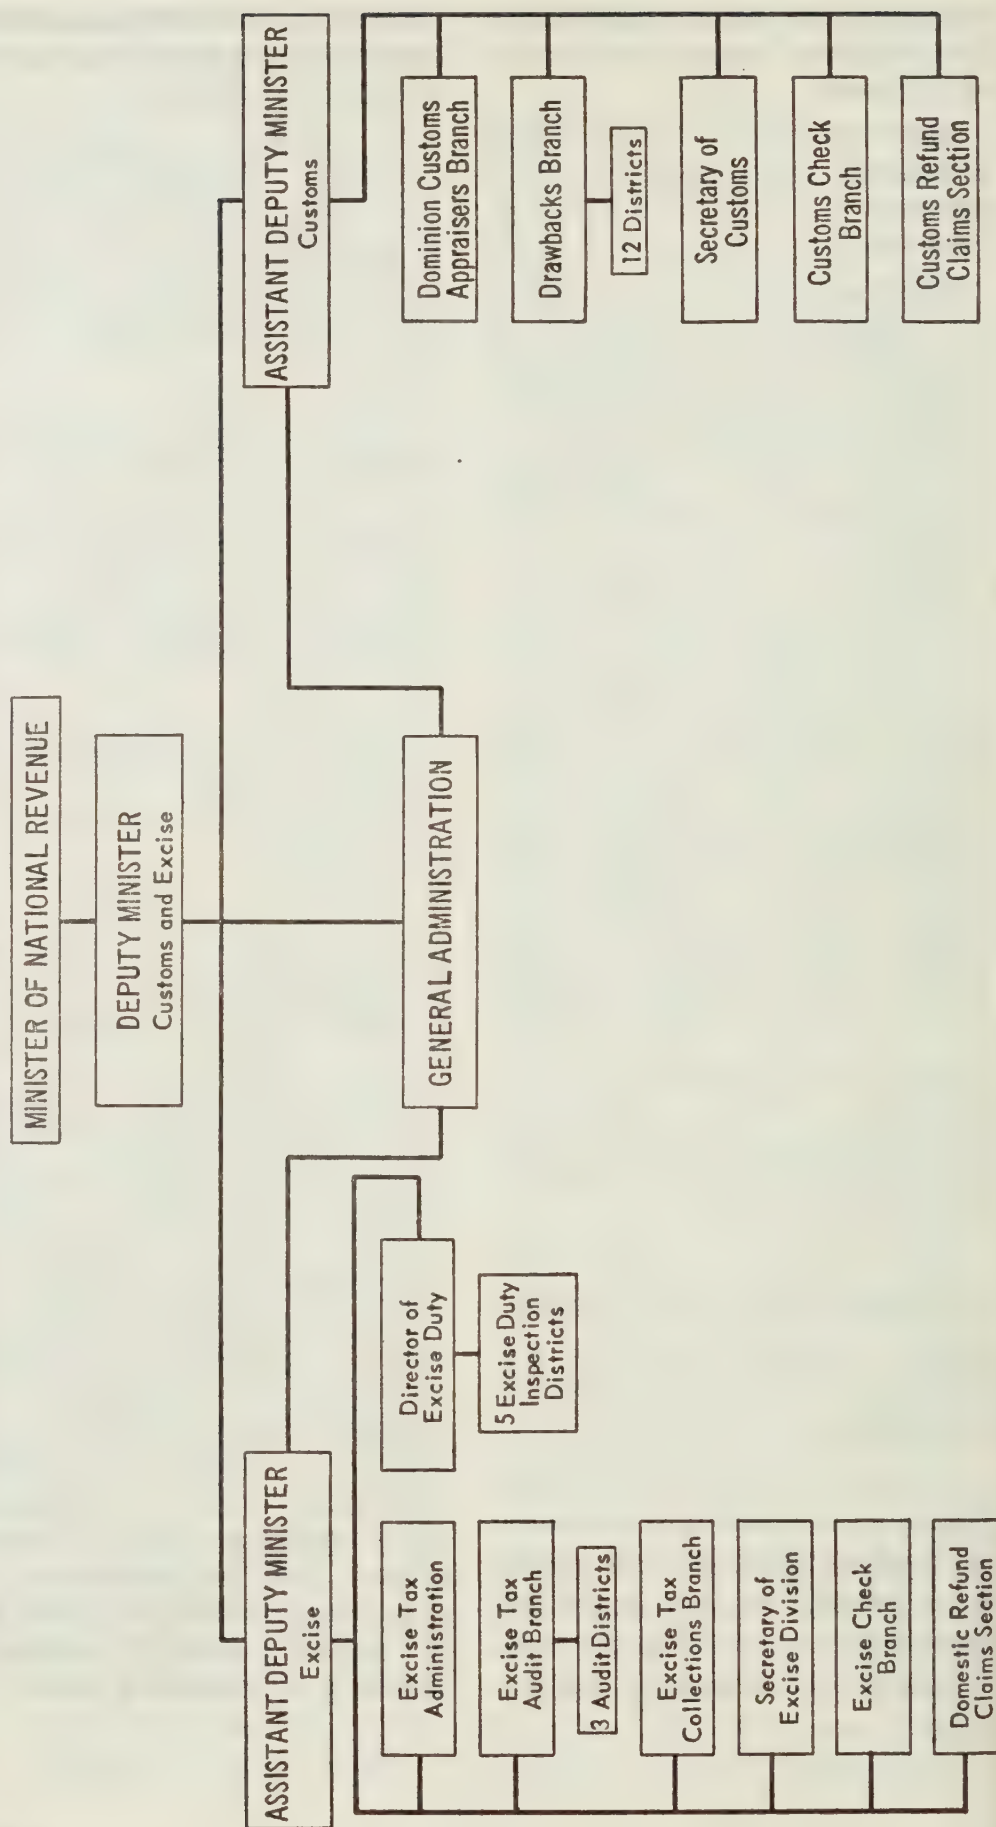 MINISTER OF NATIONAL REVENUE
DEPUTY MINISTER
Customs and Excise
ASSISTANT DEPUTY MINISTER
Excise
ASSISTANT DEPUTY MINISTER
Customs
GENERAL ADMINISTRATION
Director of
Excise Duty
5 Excise Duty
Inspection
Districts
Excise Tax
Administration
Excise Tax
Audit Branch
3 Audit Districts
Excise Tax
Collections Branch
Secretary of
Excise Division
Excise Check
Branch
Domestic Refund
Claims Section
Dominion Customs
Appraisers Branch
Drawbacks Branch
12 Districts
Secretary of
Customs
Customs Check
Branch
Customs Refund
Claims Section